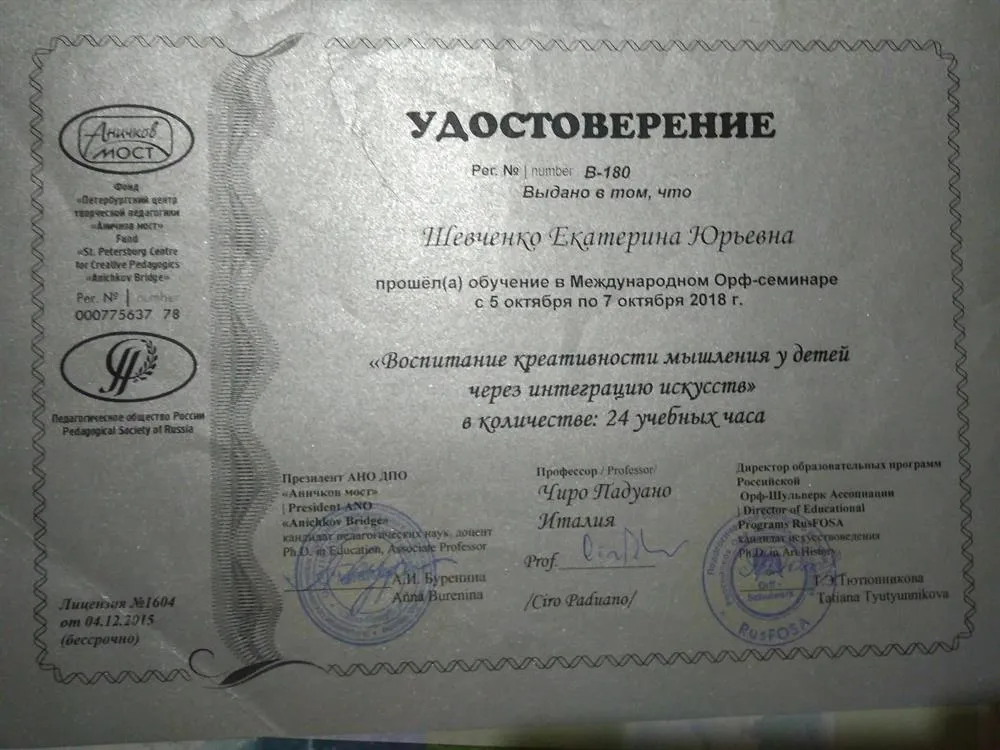 Аничков
МОСТ
Фонд
«Петербургский центр
творческой педагогики
«Аничков мост»
Fund
«St. Petersburg Centre
for Creative Pedagogics
«Anichkov Bridge»
Рег. № | number
000775637 78
Педагогическое общество России
Pedagogical Society of Russia
Лицензия №1604
от 04.12.2015
(бессрочно)
УДОСТОВЕРЕНИЕ
Рег. № | number В-180
Выдано в том, что
Шевченко Екатерина Юрьевна
прошёл(а) обучение в Международном Орф-семинаре
с 5 октября по 7 октября 2018 г.
«Воспитание креативности мышления у детей
через интеграцию искусств»
в количестве: 24 учебных часа
Президент АНО ДПО
«Аничков мост»
| President ANO
«Anichkov Bridge»
кандидат педагогических наук, доцент
Ph.D. in Education, Associate Professor
А.И. Буренина
Anna Burenina
Профессор / Professor/
Чиро Падуано
Италия
Prof.
/Ciro Paduano/
Директор образовательных программ
Российской
Орф-Шульверк Ассоциации
| Director of Educational
Programs RusFOSA
кандидат искусствоведения
Ph.D. in Art History
Т.Э.Тютюнникова
Tatiana Tyutyunnikova
RusFOSA